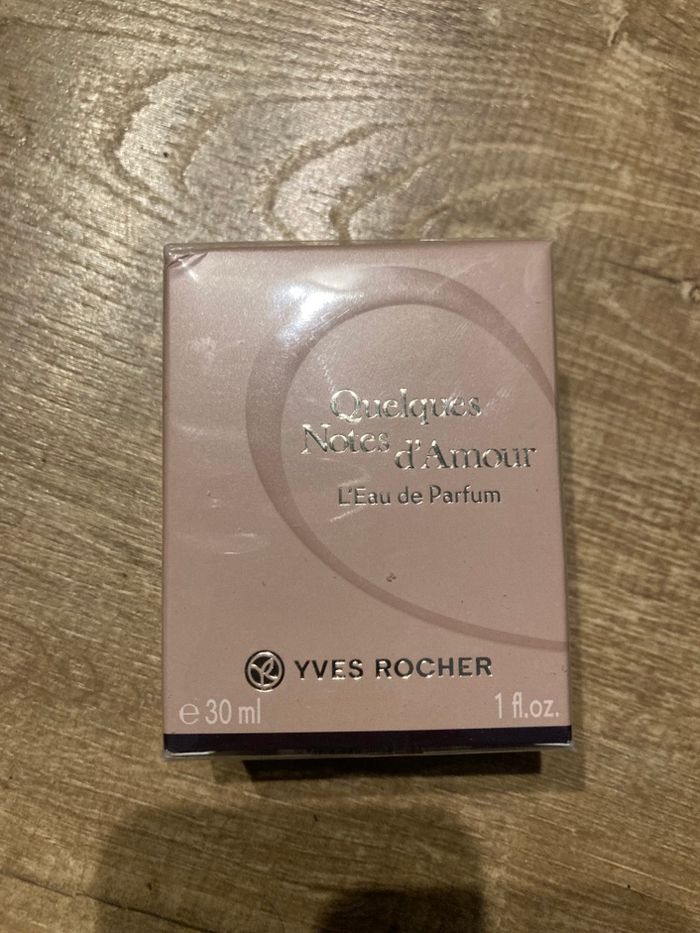 Quelques
Notes d'Amour
L'Eau de Parfum
YVES ROCHER
℮ 30 ml 1 fl.oz.